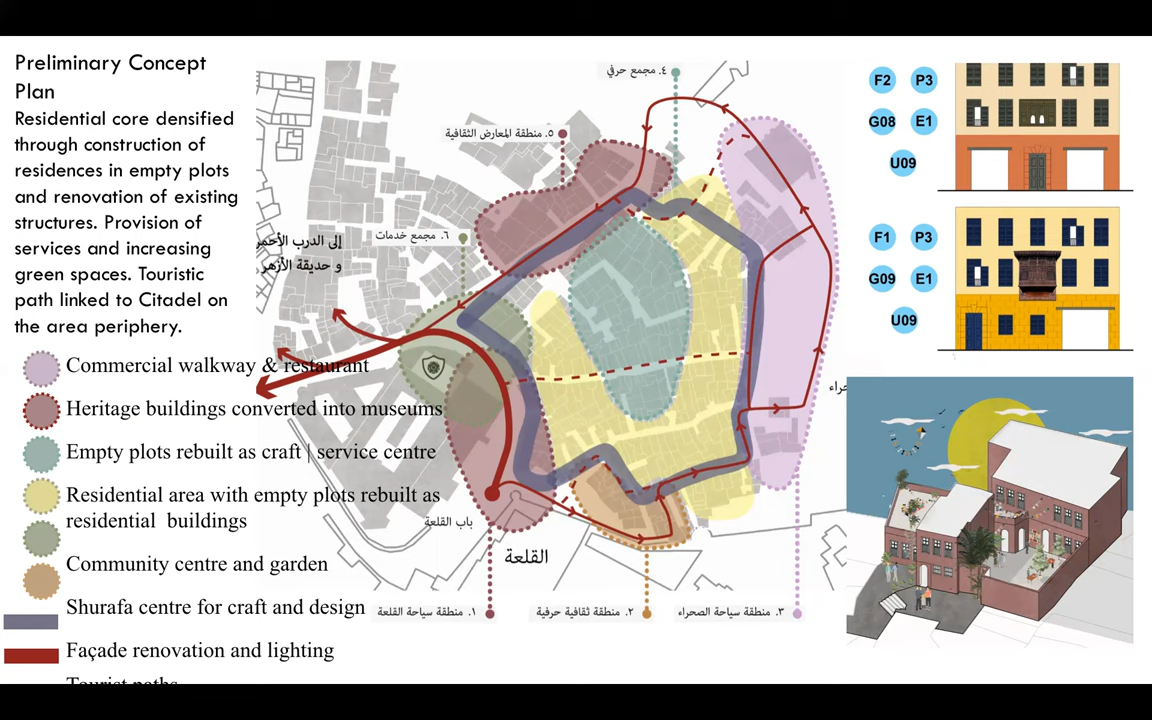 Preliminary Concept
Plan
Residential core densified
through construction of
residences in empty plots
and renovation of existing
structures. Provision of
services and increasing
green spaces. Touristic
path linked to Citadel on
the area periphery.
Commercial walkway & restaurant
Heritage buildings converted into museums
Empty plots rebuilt as craft | service centre
Residential area with empty plots rebuilt as
residential buildings
Community centre and garden
Shurafa centre for craft and design
Façade renovation and lighting
Tourist paths
٤. مجمع حرفي
٥. منطقة المعارض الثقافية
٦. مجمع خدمات
إلى الدرب الأحمر
و حديقة الأزهر
باب القلعة
القلعة
١. منطقة سياحة القلعة
٢. منطقة ثقافية حرفية
٣. منطقة سياحة الصحراء
F2 P3
G08 E1
U09
F1 P3
G09 E1
U09